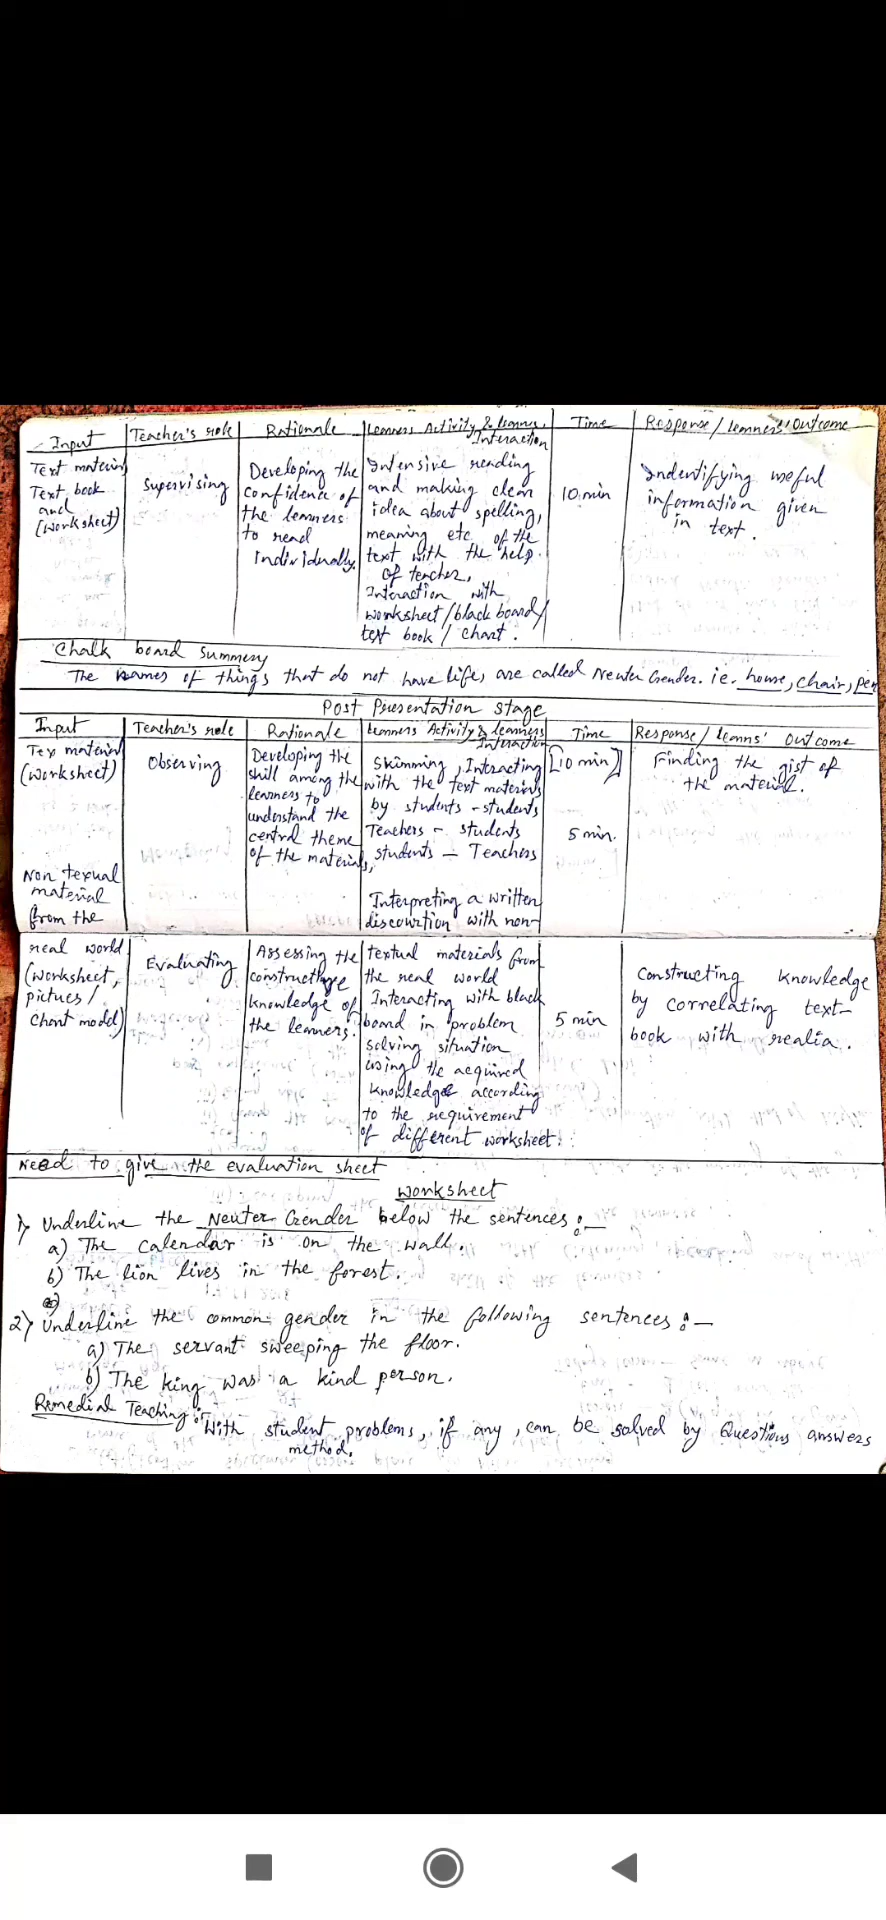 Input
Teacher's role
Rationale
Learners Activity & learners
Interaction
Time
Response / learners' Outcome
Text material
Text book
and
(worksheet)
Supervising
Developing the
confidence of
the learners
to read
Individually.
Intensive reading
and making clear
idea about spelling,
meaning etc of the
text with the help
of teacher.
Interaction with
worksheet/black board/
text book / chart.
10 min
Indentifying useful
information given
in text.
Chalk board summery
The names of things that do not have life, are called Neuter Gender. ie. house, chair, pen
Post Presentation stage
Input
Teacher's role
Rationale
Learners Activity & learners
Interaction
Time
Response / Learns' Outcome
Tex material
(worksheet)
Observing
Developing the
skill among the
learners to
understand the
central theme
of the materials.
Skimming, Interacting
with the text materials
by students - students
Teachers - students
students - Teachers
[10 min]
5 min.
Finding the gist of
the material.
Non texual
material
from the
Interpreting a written
with non-
real world
(worksheet,
pictures /
chart model)
Evaluating
Assessing the
knowledge of
the learners.
textual materials from
the real world
Interacting with black
board in problem
solving situation
using the acquired
knowledge according
to the requirement
of different worksheet.
5 min
Constructing knowledge
by correlating text-
book with realia.
Need to give the evaluation sheet
Worksheet
1) Underline the Neuter Gender below the sentences :—
a) The calendar is on the wall.
b) The lion lives in the forest.
2) Underline the common gender in the following sentences :—
a) The servant sweeping the floor.
b) The king was a kind person.
Remedial Teaching :- With student problems, if any, can be solved by Questions answers
method.